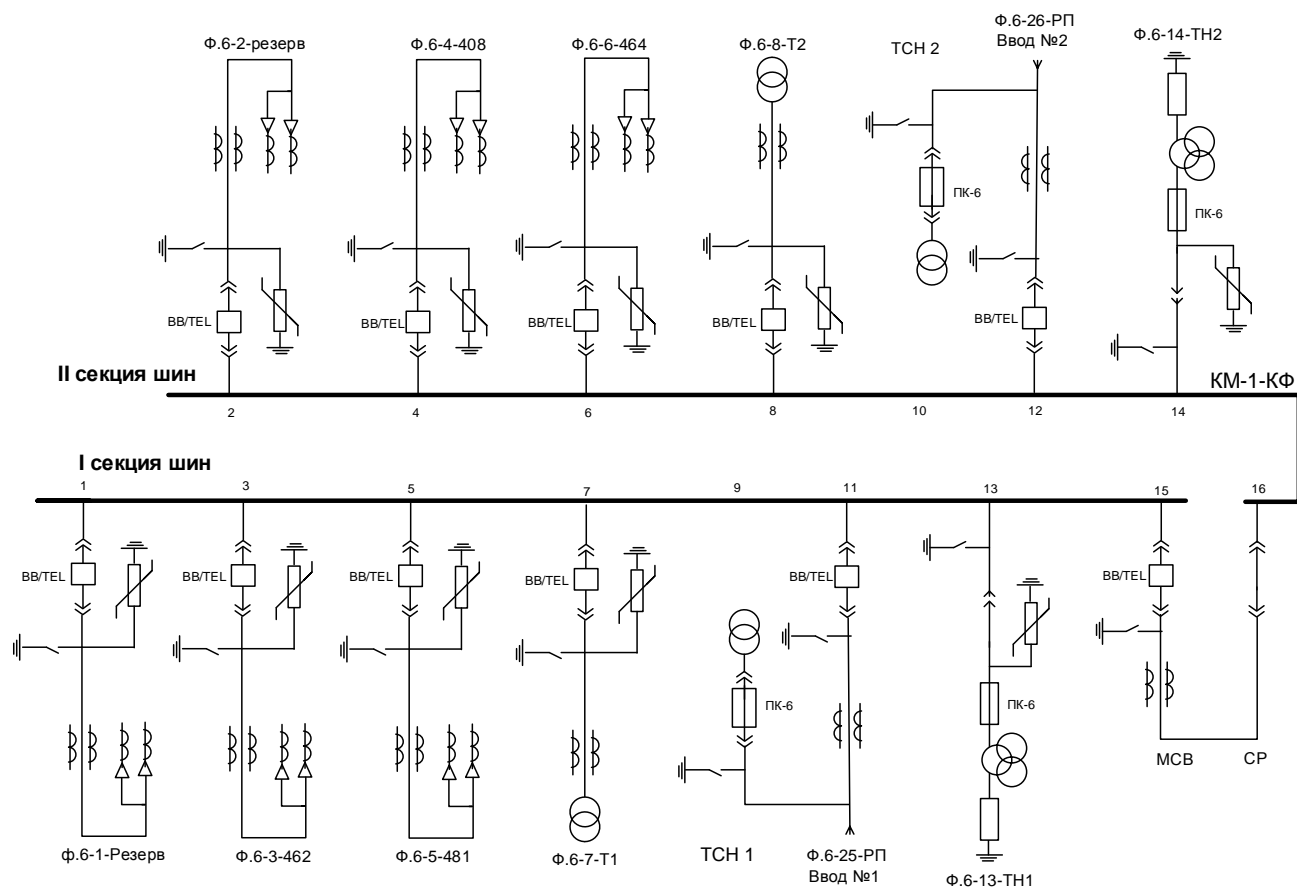 Ф.6-2-резерв
Ф.6-4-408
Ф.6-6-464
Ф.6-8-Т2
ТСН 2
Ф.6-26-РП
Ввод №2
Ф.6-14-ТН2
ПК-6
ПК-6
ВВ/TEL
ВВ/TEL
ВВ/TEL
ВВ/TEL
ВВ/TEL
II секция шин
КМ-1-КФ
2
4
6
8
10
12
14
I секция шин
1
3
5
7
9
11
13
15
16
ВВ/TEL
ВВ/TEL
ВВ/TEL
ВВ/TEL
ВВ/TEL
ВВ/TEL
ПК-6
ПК-6
МСВ
СР
ф.6-1-Резерв
Ф.6-3-462
Ф.6-5-481
Ф.6-7-Т1
ТСН 1
Ф.6-25-РП
Ввод №1
Ф.6-13-ТН1